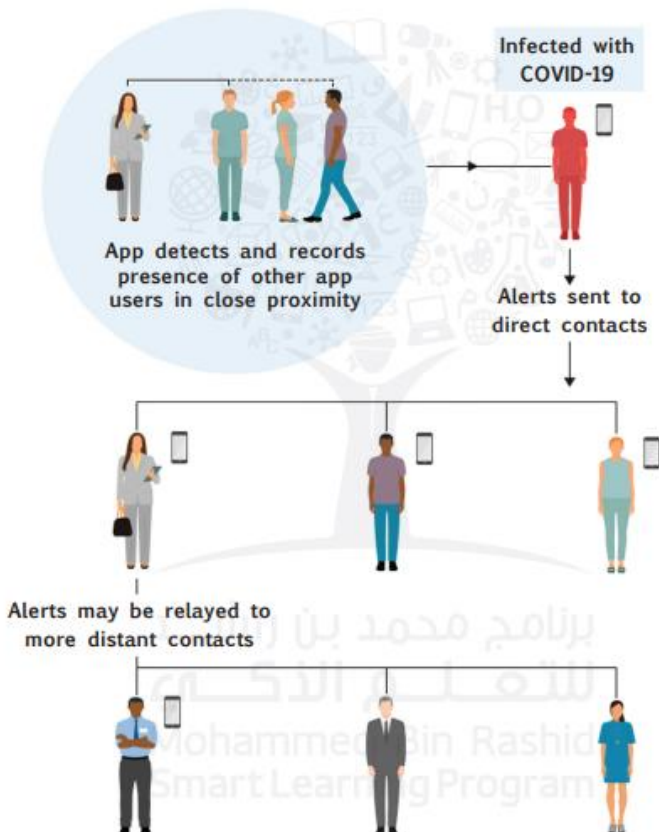 Infected with
COVID-19
App detects and records
presence of other app
users in close proximity
Alerts sent to
direct contacts
Alerts may be relayed to
more distant contacts
برنامج محمد بن راشد
للتعلم الذكي
Mohammed Bin Rashid
Smart Learning Program